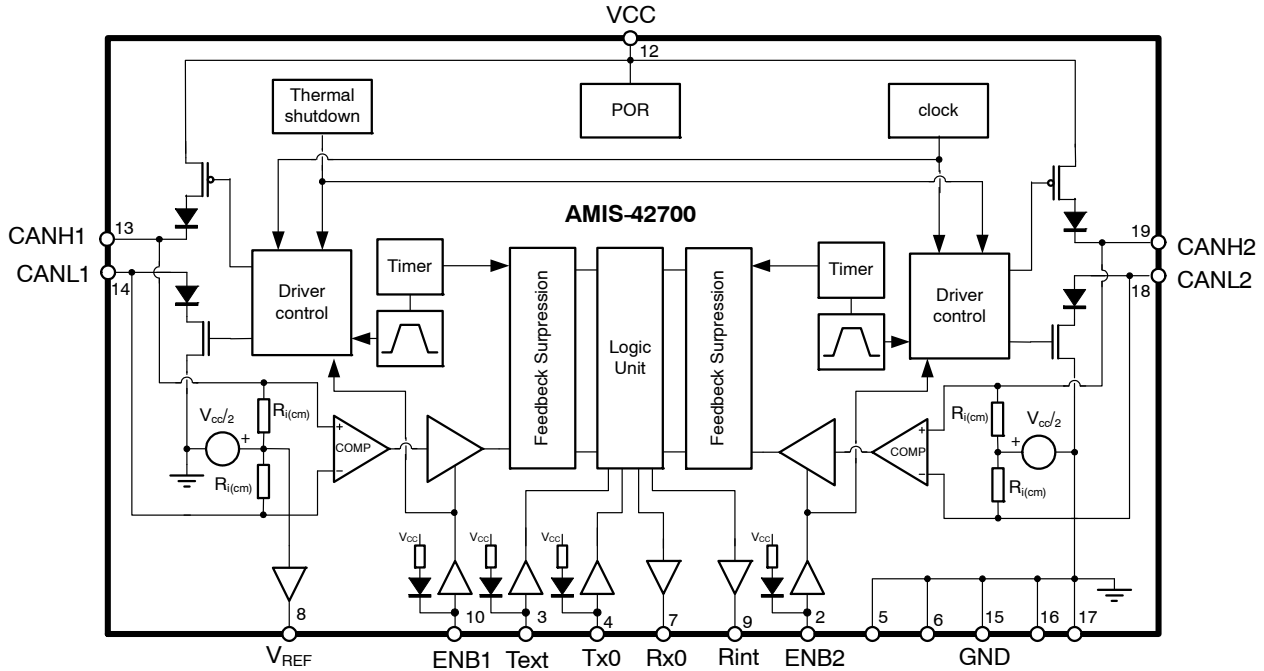 VCC
12
Thermal
shutdown
POR
clock
AMIS-42700
13
CANH1
CANL1
14
19
CANH2
CANL2
18
Driver
control
Timer
Feedbeck Surpression
Logic
Unit
Feedbeck Surpression
Timer
Driver
control
Vcc/2
+
Ri(cm)
Ri(cm)
+
COMP
−
+
COMP
−
Ri(cm)
Ri(cm)
Vcc/2
+
VCC
VCC
VCC
VCC
8
10
3
4
7
9
2
5
6
15
16
17
VREF
ENB1
Text
Tx0
Rx0
Rint
ENB2
GND